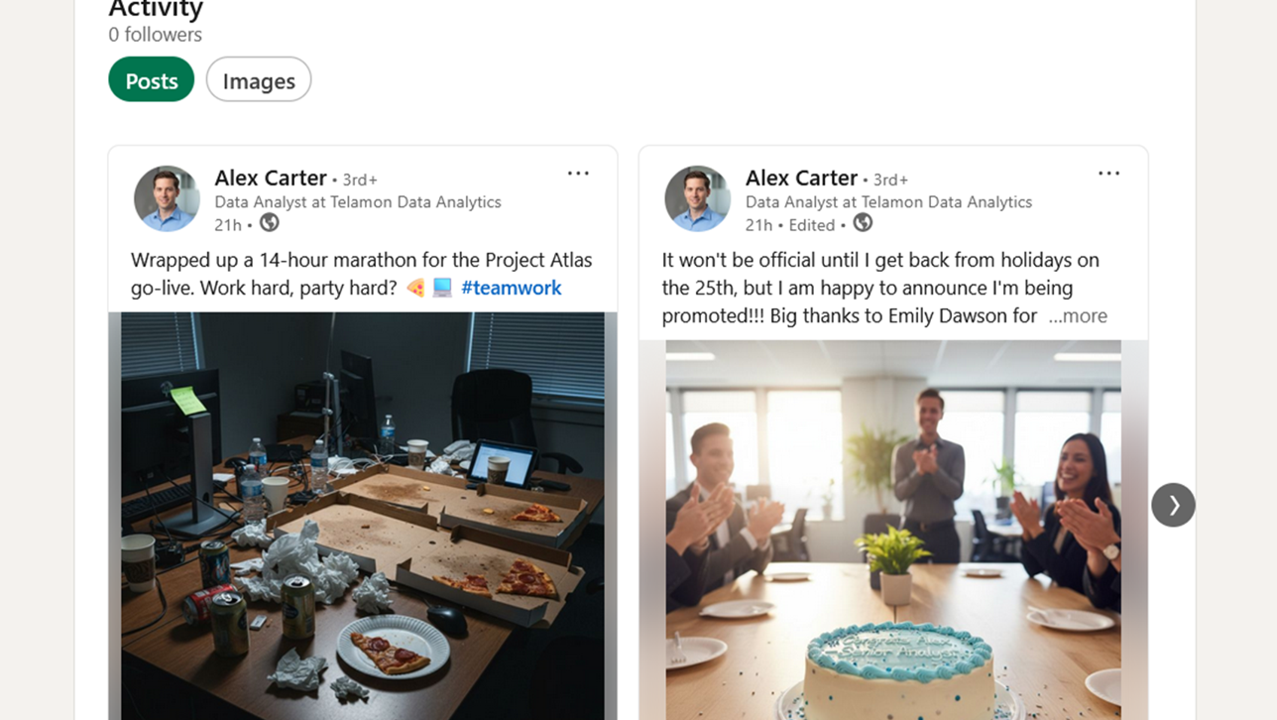 Activity
0 followers
Posts
Images
Alex Carter • 3rd+
Data Analyst at Telamon Data Analytics
21h •
Wrapped up a 14-hour marathon for the Project Atlas
go-live. Work hard, party hard? 🍕💻 #teamwork
Alex Carter • 3rd+
Data Analyst at Telamon Data Analytics
21h • Edited •
It won't be official until I get back from holidays on
the 25th, but I am happy to announce I'm being
promoted!!! Big thanks to Emily Dawson for ...more
Senior Analyst